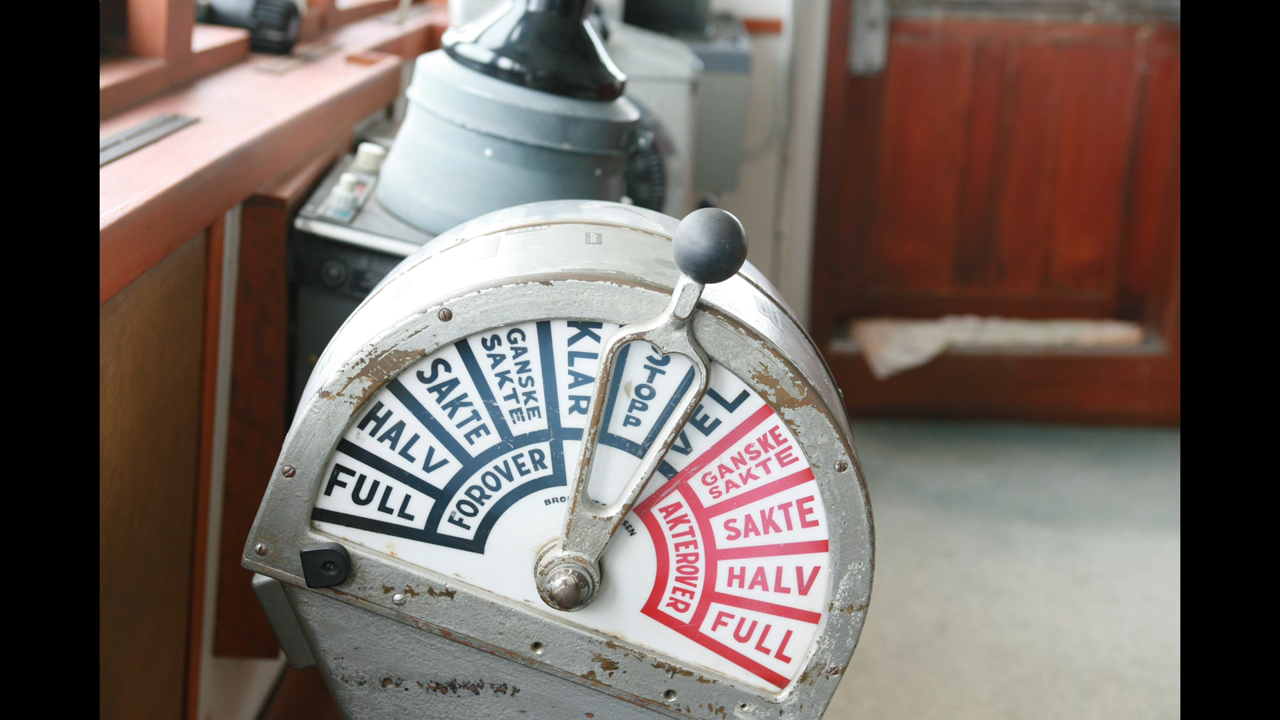 FULL
HALV
SAKTE
GANSKE
SAKTE
KLAR
STOPP
VEL
GANSKE
SAKTE
SAKTE
HALV
FULL
FOROVER
AKTEROVER